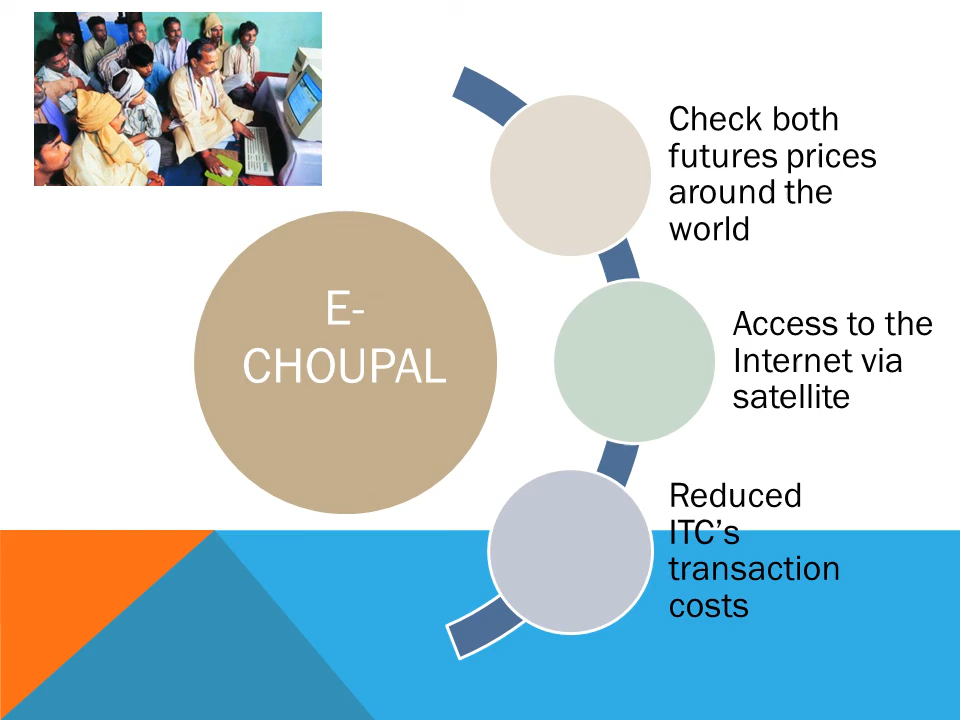 E-
CHOUPAL
Check both
futures prices
around the
world
Access to the
Internet via
satellite
Reduced
ITC’s
transaction
costs